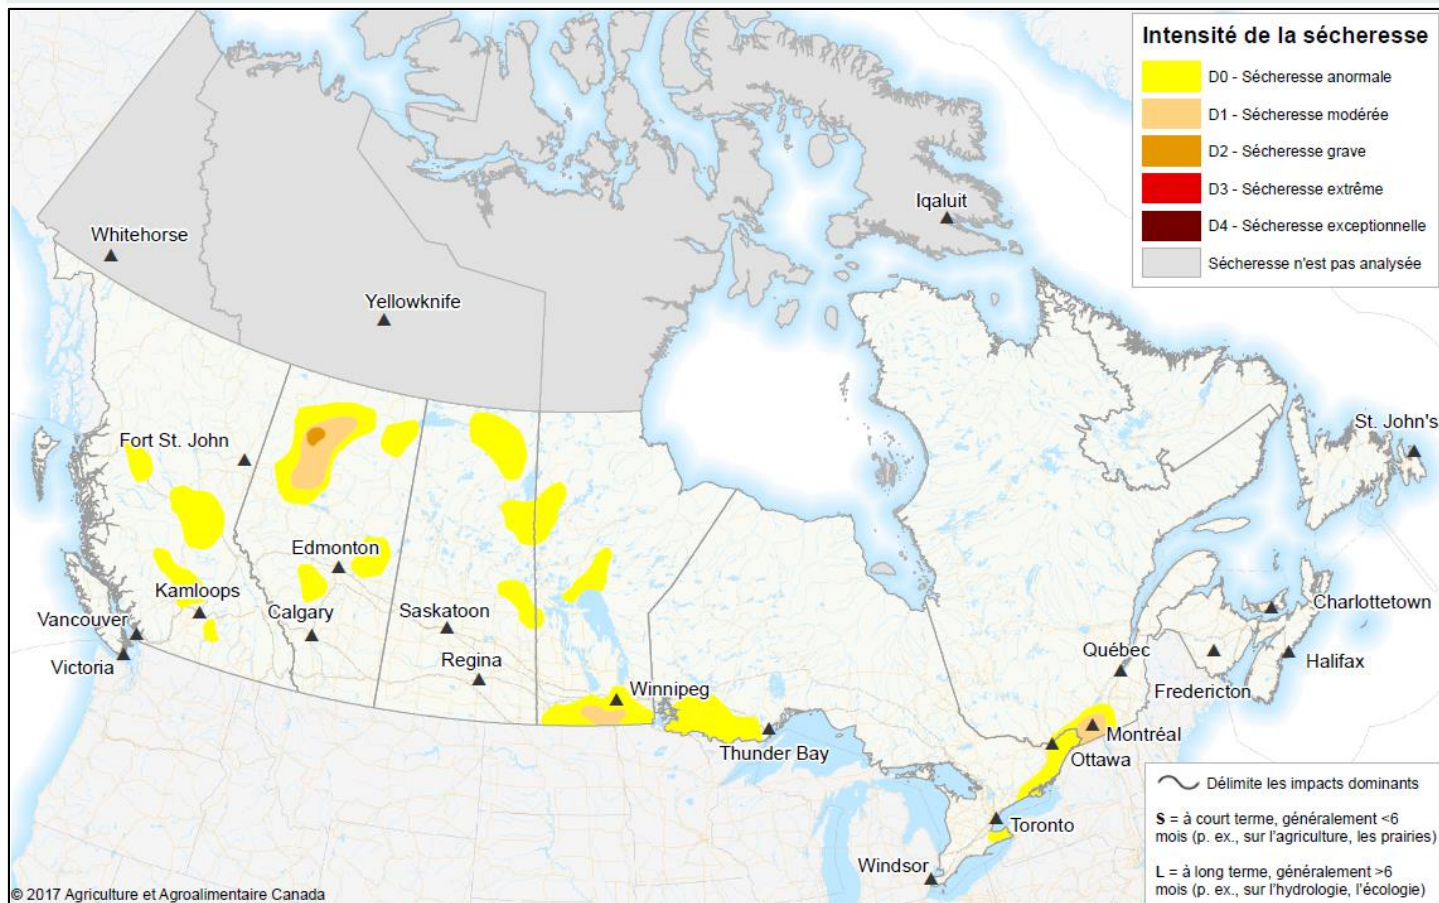 Intensité de la sécheresse
D0 - Sécheresse anormale
D1 - Sécheresse modérée
D2 - Sécheresse grave
D3 - Sécheresse extrême
D4 - Sécheresse exceptionnelle
Sécheresse n'est pas analysée
Iqaluit
Whitehorse
Yellowknife
St. John's
Fort St. John
Edmonton
Kamloops
Calgary
Saskatoon
Vancouver
Charlottetown
Victoria
Regina
Québec
Halifax
Winnipeg
Fredericton
Montréal
Thunder Bay
Ottawa
Toronto
Windsor
Délimite les impacts dominants
S = à court terme, généralement <6
mois (p. ex., sur l'agriculture, les prairies)
L = à long terme, généralement >6
mois (p. ex., sur l'hydrologie, l'écologie)
© 2017 Agriculture et Agroalimentaire Canada